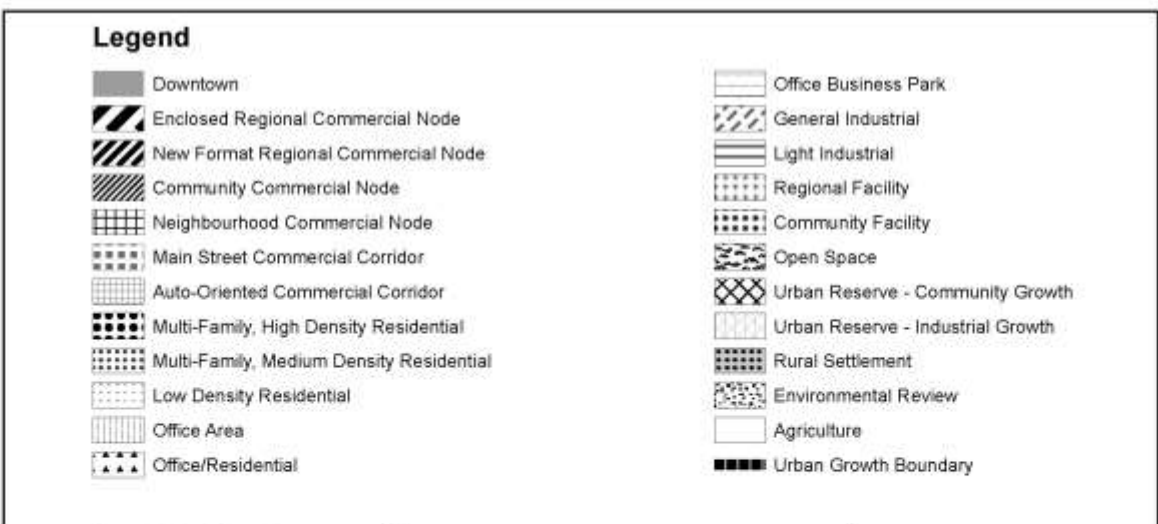 Legend
Downtown
Enclosed Regional Commercial Node
New Format Regional Commercial Node
Community Commercial Node
Neighbourhood Commercial Node
Main Street Commercial Corridor
Auto-Oriented Commercial Corridor
Multi-Family, High Density Residential
Multi-Family, Medium Density Residential
Low Density Residential
Office Area
Office/Residential
Office Business Park
General Industrial
Light Industrial
Regional Facility
Community Facility
Open Space
Urban Reserve - Community Growth
Urban Reserve - Industrial Growth
Rural Settlement
Environmental Review
Agriculture
Urban Growth Boundary